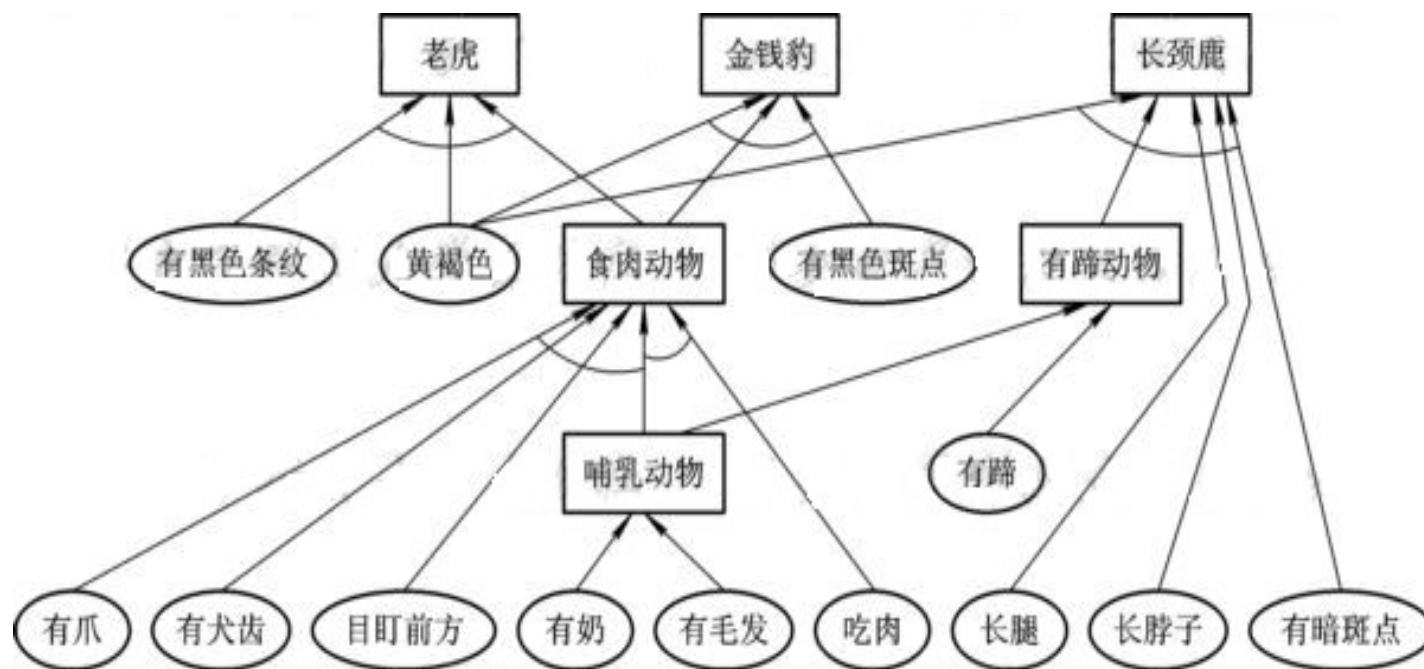 老虎
金钱豹
长颈鹿
有黑色条纹
黄褐色
食肉动物
有黑色斑点
有蹄动物
哺乳动物
有蹄
有爪
有犬齿
目盯前方
有奶
有毛发
吃肉
长腿
长脖子
有暗斑点